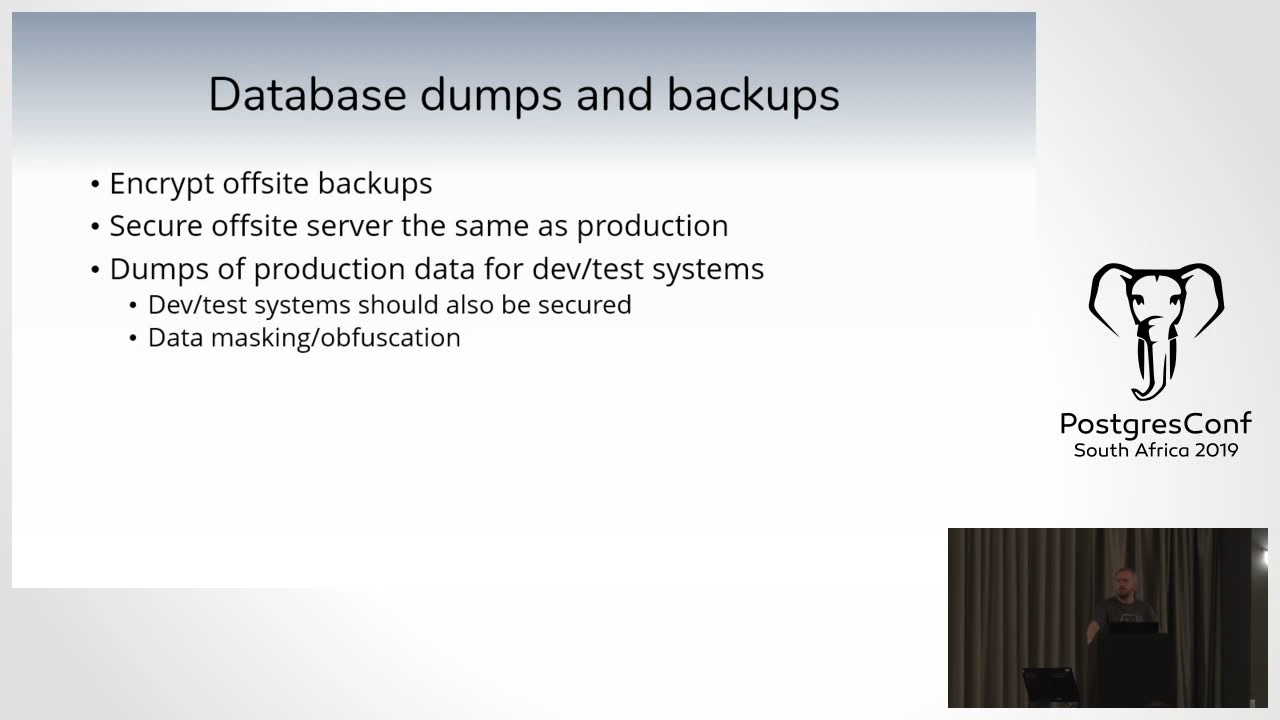 Database dumps and backups
• Encrypt offsite backups
• Secure offsite server the same as production
• Dumps of production data for dev/test systems
• Dev/test systems should also be secured
• Data masking/obfuscation
PostgresConf
South Africa 2019